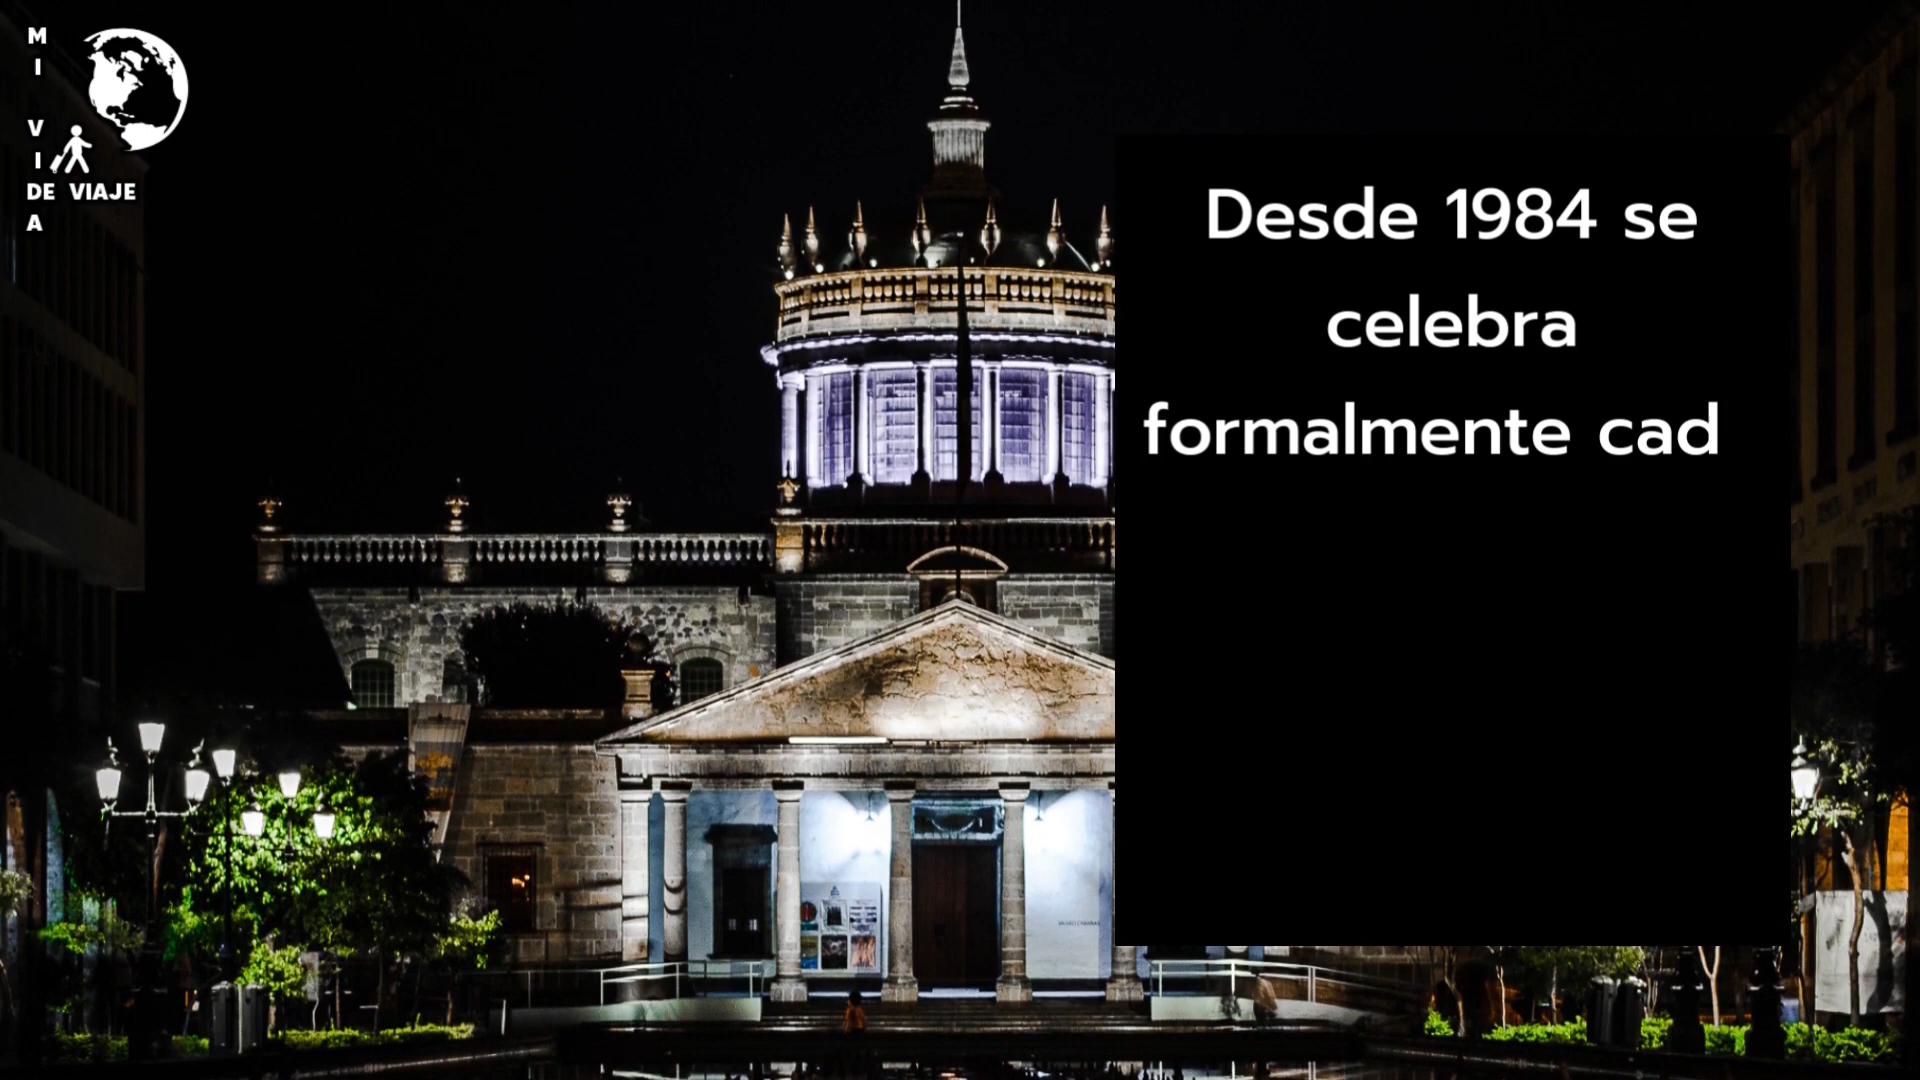 MI VIDA
DE VIAJE
Desde 1984 se
celebra
formalmente cad